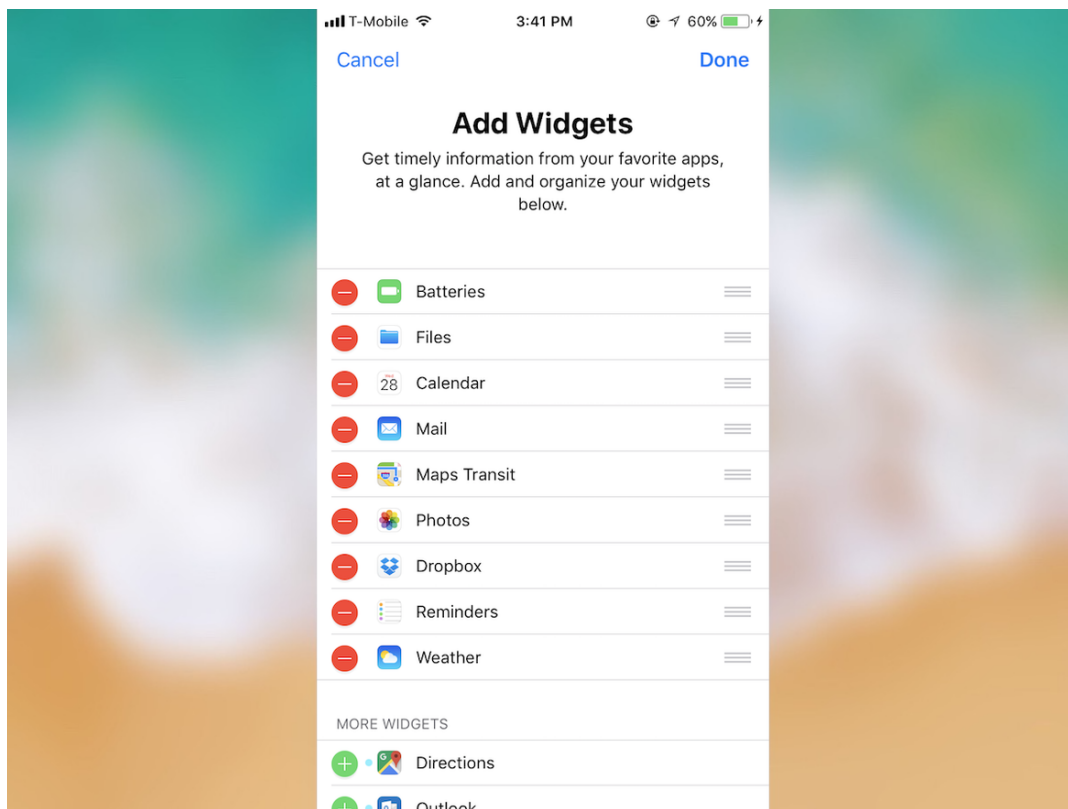 T-Mobile 3:41 PM 60%
Cancel Done
Add Widgets
Get timely information from your favorite apps,
at a glance. Add and organize your widgets
below.
Batteries
Files
28 Calendar
Mail
Maps Transit
Photos
Dropbox
Reminders
Weather
MORE WIDGETS
G Directions
Outlook